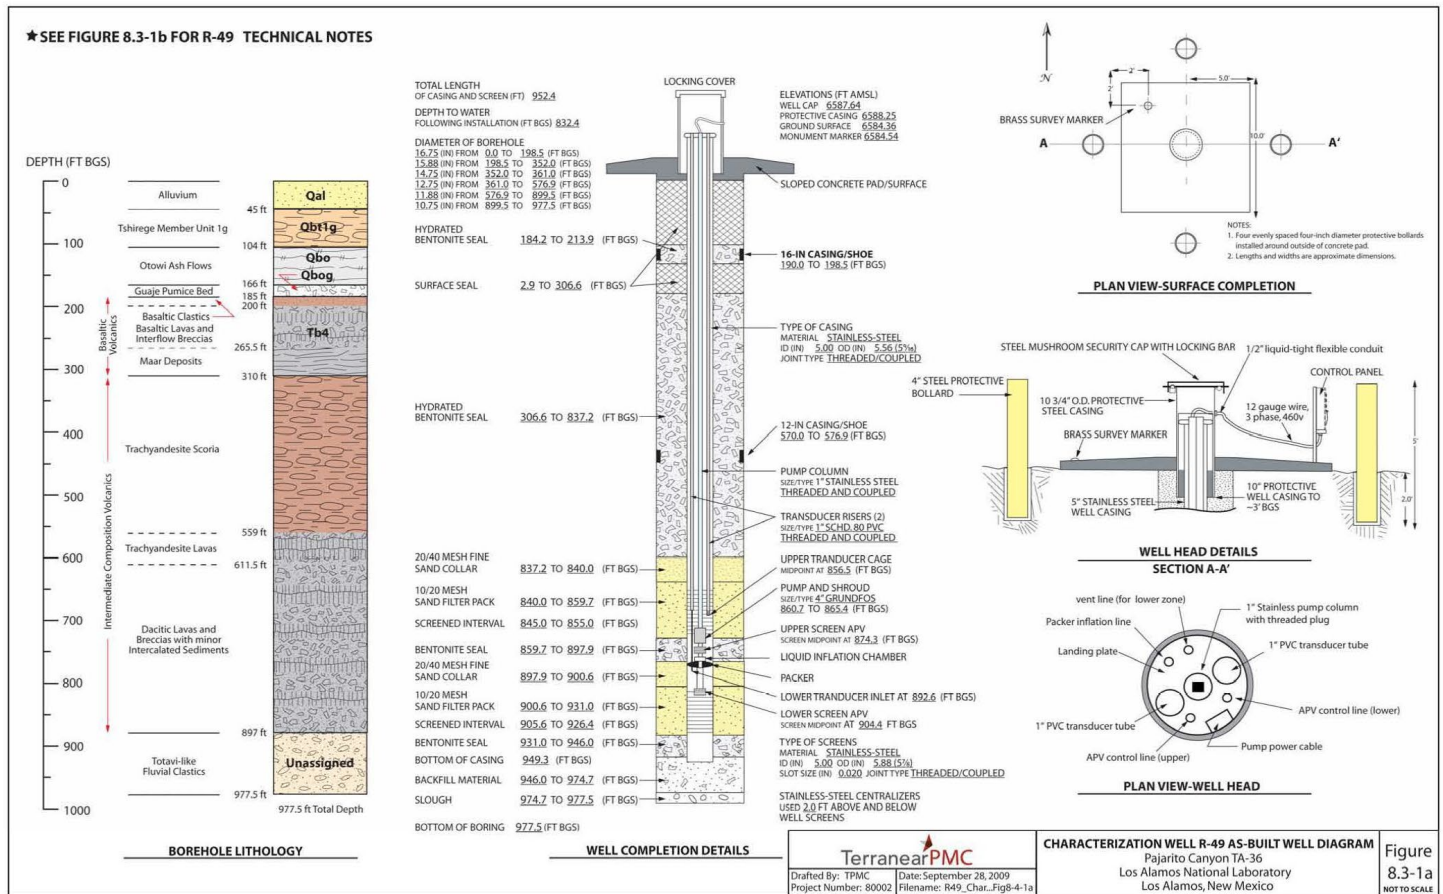 ★SEE FIGURE 8.3-1b FOR R-49 TECHNICAL NOTES
DEPTH (FT BGS)
0
100
200
300
400
500
600
700
800
900
1000
Alluvium
Tshirege Member Unit 1g
Otowi Ash Flows
Guaje Pumice Bed
Basaltic Clastics
Basaltic Lavas and
Interflow Breccias
Maar Deposits
Basaltic
Volcanics
Trachyandesite Scoria
Trachyandesite Lavas
Dacitic Lavas and
Breccias with minor
Intercalated Sediments
Intermediate Composition Volcanics
Totavi-like
Fluvial Clastics
45 ft
104 ft
166 ft
185 ft
200 ft
265.5 ft
310 ft
559 ft
611.5 ft
897 ft
977.5 ft
Qal
Qbt1g
Qbo
Qbog
Tb4
Unassigned
977.5 ft Total Depth
BOREHOLE LITHOLOGY
TOTAL LENGTH
OF CASING AND SCREEN (FT) 952.4
DEPTH TO WATER
FOLLOWING INSTALLATION (FT BGS) 832.4
DIAMETER OF BOREHOLE
16.75 (IN) FROM 0.0 TO 198.5 (FT BGS)
15.88 (IN) FROM 198.5 TO 352.0 (FT BGS)
14.75 (IN) FROM 352.0 TO 361.0 (FT BGS)
12.75 (IN) FROM 361.0 TO 576.9 (FT BGS)
11.88 (IN) FROM 576.9 TO 899.5 (FT BGS)
10.75 (IN) FROM 899.5 TO 977.5 (FT BGS)
HYDRATED
BENTONITE SEAL 184.2 TO 213.9 (FT BGS)
SURFACE SEAL 2.9 TO 306.6 (FT BGS)
HYDRATED
BENTONITE SEAL 306.6 TO 837.2 (FT BGS)
20/40 MESH FINE
SAND COLLAR 837.2 TO 840.0 (FT BGS)
10/20 MESH
SAND FILTER PACK 840.0 TO 859.7 (FT BGS)
SCREENED INTERVAL 845.0 TO 855.0 (FT BGS)
BENTONITE SEAL 859.7 TO 897.9 (FT BGS)
20/40 MESH FINE
SAND COLLAR 897.9 TO 900.6 (FT BGS)
10/20 MESH
SAND FILTER PACK 900.6 TO 931.0 (FT BGS)
SCREENED INTERVAL 905.6 TO 926.4 (FT BGS)
BENTONITE SEAL 931.0 TO 946.0 (FT BGS)
BOTTOM OF CASING 949.3 (FT BGS)
BACKFILL MATERIAL 946.0 TO 974.7 (FT BGS)
SLOUGH 974.7 TO 977.5 (FT BGS)
BOTTOM OF BORING 977.5 (FT BGS)
WELL COMPLETION DETAILS
LOCKING COVER
ELEVATIONS (FT AMSL)
WELL CAP 6587.64
PROTECTIVE CASING 6588.25
GROUND SURFACE 6584.36
MONUMENT MARKER 6584.54
SLOPED CONCRETE PAD/SURFACE
16-IN CASING/SHOE
190.0 TO 198.5 (FT BGS)
TYPE OF CASING
MATERIAL STAINLESS-STEEL
ID (IN) 5.00 OD (IN) 5.56 (5⁹⁄₁₆)
JOINT TYPE THREADED/COUPLED
12-IN CASING/SHOE
570.0 TO 576.9 (FT BGS)
PUMP COLUMN
SIZE/TYPE 1" STAINLESS STEEL
THREADED AND COUPLED
TRANSDUCER RISERS (2)
SIZE/TYPE 1" SCHD. 80 PVC
THREADED AND COUPLED
UPPER TRANDUCER CAGE
MIDPOINT AT 856.5 (FT BGS)
PUMP AND SHROUD
SIZE/TYPE 4" GRUNDFOS
860.7 TO 865.4 (FT BGS)
UPPER SCREEN APV
SCREEN MIDPOINT AT 874.3 (FT BGS)
LIQUID INFLATION CHAMBER
PACKER
LOWER TRANDUCER INLET AT 892.6 (FT BGS)
LOWER SCREEN APV
SCREEN MIDPOINT AT 904.4 FT BGS
TYPE OF SCREENS
MATERIAL STAINLESS-STEEL
ID (IN) 5.00 OD (IN) 5.88 (5⅞)
SLOT SIZE (IN) 0.020 JOINT TYPE THREADED/COUPLED
STAINLESS-STEEL CENTRALIZERS
USED 2.0 FT ABOVE AND BELOW
WELL SCREENS
N
2'
2'
5.0'
10.0'
BRASS SURVEY MARKER
A
A'
NOTES:
1. Four evenly spaced four-inch diameter protective bollards
installed around outside of concrete pad.
2. Lengths and widths are approximate dimensions.
PLAN VIEW-SURFACE COMPLETION
STEEL MUSHROOM SECURITY CAP WITH LOCKING BAR
1/2" liquid-tight flexible conduit
CONTROL PANEL
4" STEEL PROTECTIVE
BOLLARD
10 3/4" O.D. PROTECTIVE
STEEL CASING
12 gauge wire,
3 phase, 460v
BRASS SURVEY MARKER
5'
2.0'
5" STAINLESS STEEL
WELL CASING
10" PROTECTIVE
WELL CASING TO
~3' BGS
WELL HEAD DETAILS
SECTION A-A'
vent line (for lower zone)
Packer inflation line
Landing plate
1" Stainless pump column
with threaded plug
1" PVC transducer tube
1" PVC transducer tube
APV control line (lower)
APV control line (upper)
Pump power cable
PLAN VIEW-WELL HEAD
TerranearPMC
Drafted By: TPMC
Project Number: 80002
Date: September 28, 2009
Filename: R49_Char...Fig8-4-1a
CHARACTERIZATION WELL R-49 AS-BUILT WELL DIAGRAM
Pajarito Canyon TA-36
Los Alamos National Laboratory
Los Alamos, New Mexico
Figure
8.3-1a
NOT TO SCALE